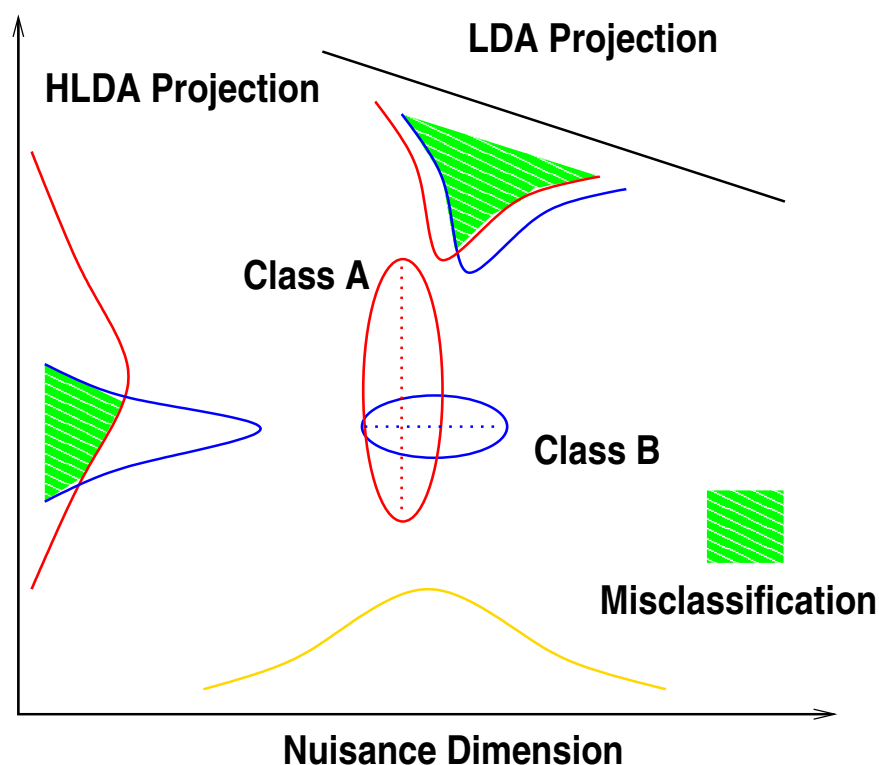 LDA Projection
HLDA Projection
Class A
Class B
Misclassification
Nuisance Dimension